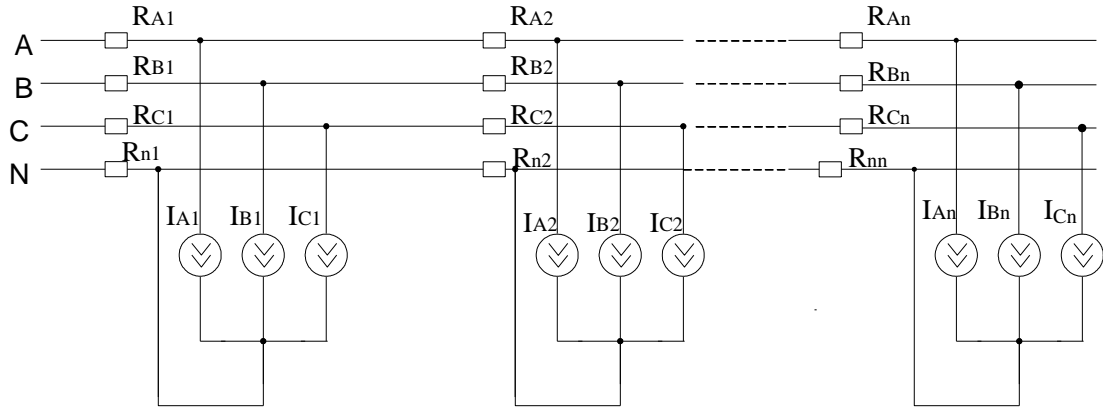 A RA1 RA2 RAn
B RB1 RB2 RBn
C RC1 RC2 RCn
N Rn1 Rn2 Rnn
IA1 IB1 IC1 IA2 IB2 IC2 IAn IBn ICn